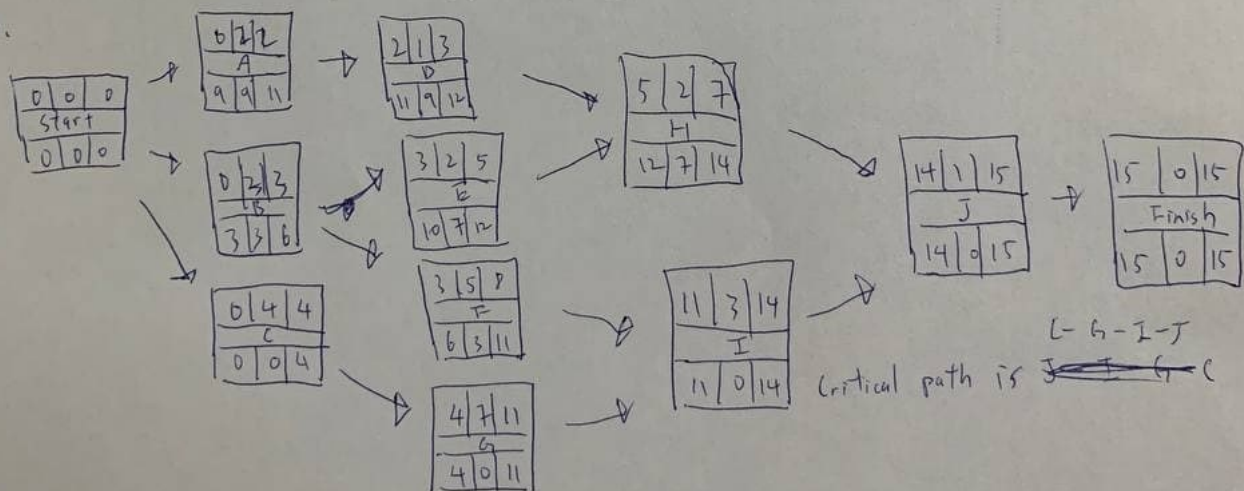 0 | 0 | 0
Start
0 | 0 | 0
0 | 2 | 2
A
9 | 9 | 11
2 | 1 | 3
D
11 | 9 | 12
0 | 3 | 3
B
3 | 3 | 6
3 | 2 | 5
E
10 | 7 | 12
5 | 2 | 7
H
12 | 7 | 14
0 | 4 | 4
C
0 | 0 | 4
3 | 5 | 8
F
6 | 3 | 11
4 | 7 | 11
G
4 | 0 | 11
11 | 3 | 14
I
11 | 0 | 14
14 | 1 | 15
J
14 | 0 | 15
15 | 0 | 15
Finish
15 | 0 | 15
C-G-I-J
Critical path is J-I-G-C